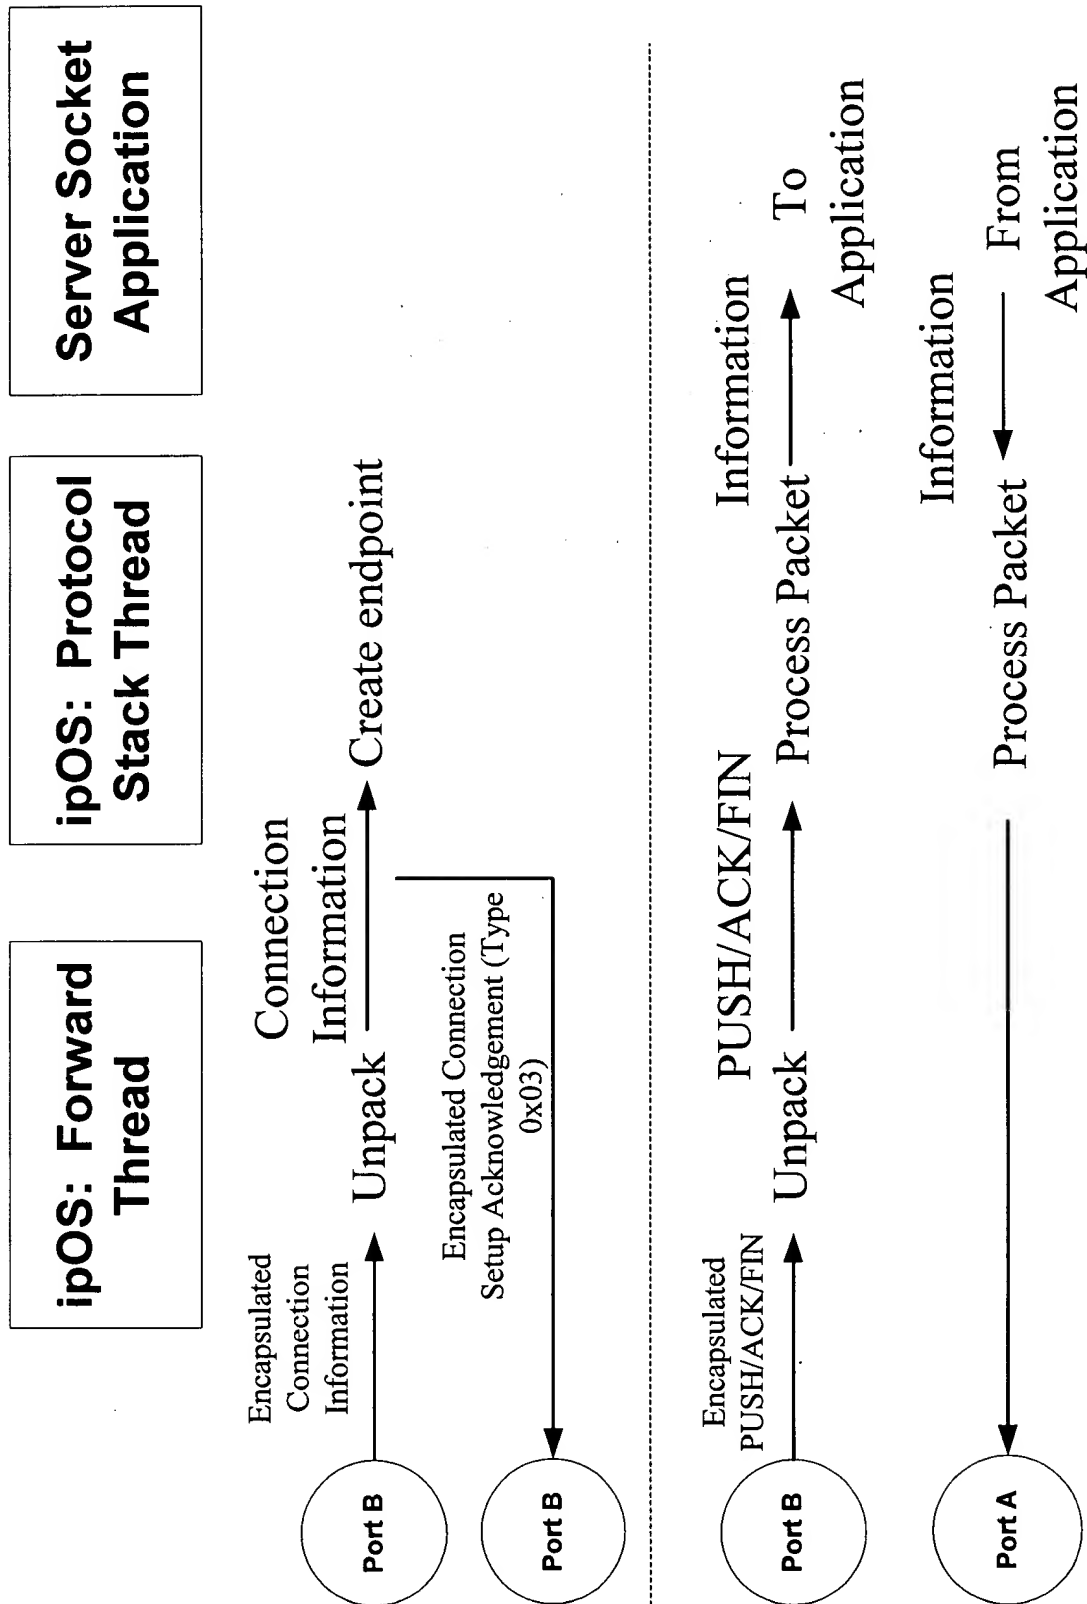 ipOS: Forward
Thread
ipOS: Protocol
Stack Thread
Server Socket
Application
Port B
Encapsulated
Connection
Information
Unpack
Connection
Information
Create endpoint
Port B
Encapsulated Connection
Setup Acknowledgement (Type
0x03)
Port B
Encapsulated
PUSH/ACK/FIN
Unpack
PUSH/ACK/FIN
Process Packet
Information
To
Application
Port A
Process Packet
Information
From
Application